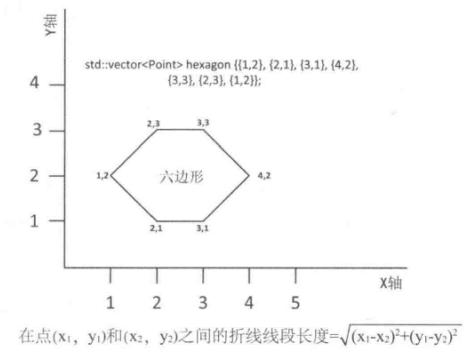 Y轴
std::vector<Point> hexagon {{1,2}, {2,1}, {3,1}, {4,2},
{3,3}, {2,3}, {1,2}};
4
3
2
1
2,3
3,3
1,2
六边形
4,2
2,1
3,1
X轴
1 2 3 4 5
在点(x₁，y₁)和(x₂，y₂)之间的折线线段长度=√(x₁-x₂)²+(y₁-y₂)²